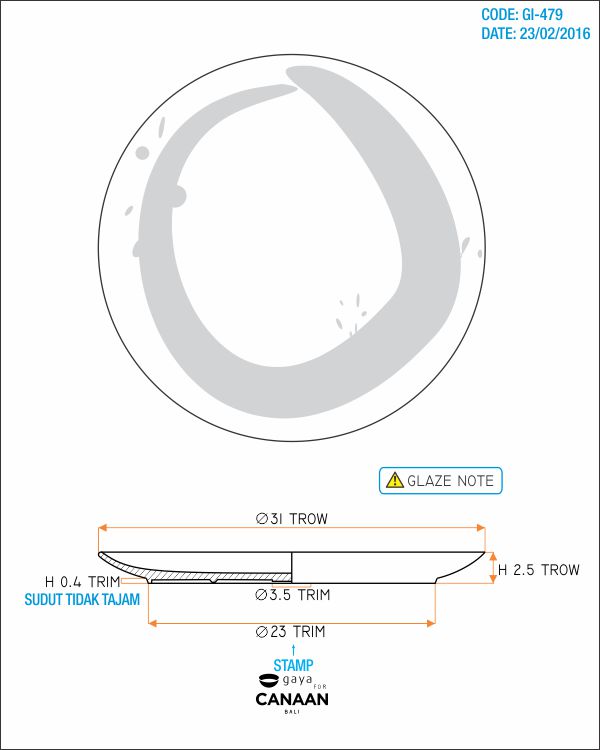 CODE: GI-479
DATE: 23/02/2016
GLAZE NOTE
∅31 TROW
H 2.5 TROW
H 0.4 TRIM
SUDUT TIDAK TAJAM
∅3.5 TRIM
∅23 TRIM
STAMP
gaya
FOR
CANAAN
BALI